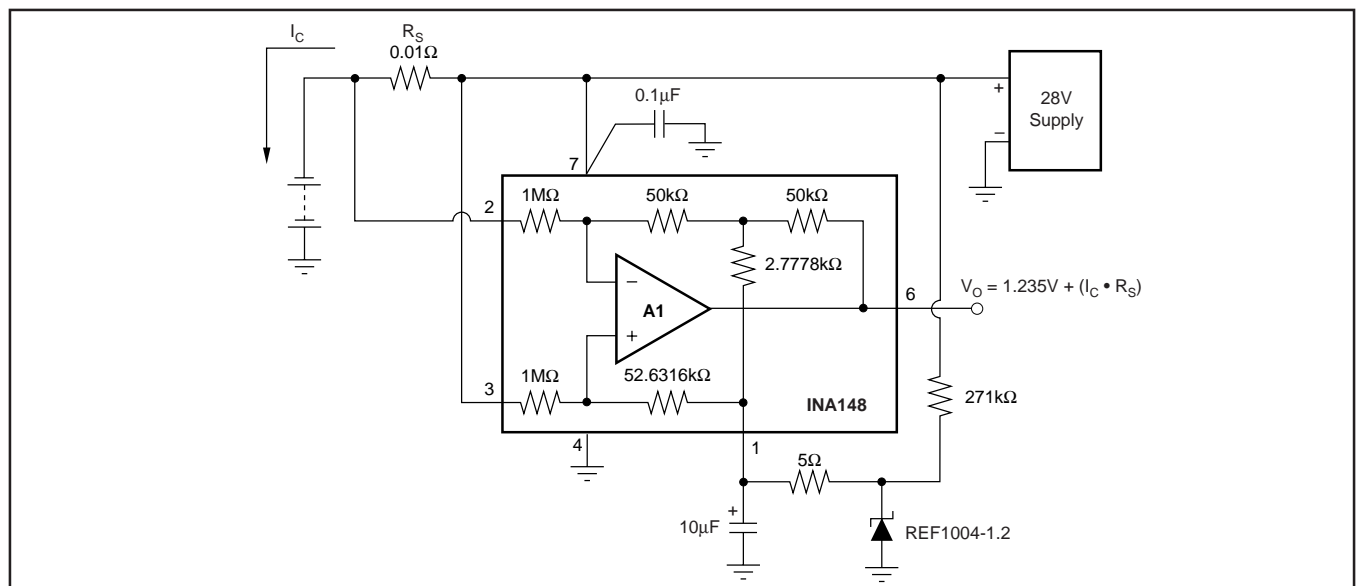 I_C
R_S
0.01Ω
0.1μF
+
28V
Supply
−
7
1MΩ
50kΩ
50kΩ
2
2.7778kΩ
−
A1
+
6
V_O = 1.235V + (I_C • R_S)
1MΩ
52.6316kΩ
3
INA148
271kΩ
4
1
5Ω
+
10μF
REF1004-1.2